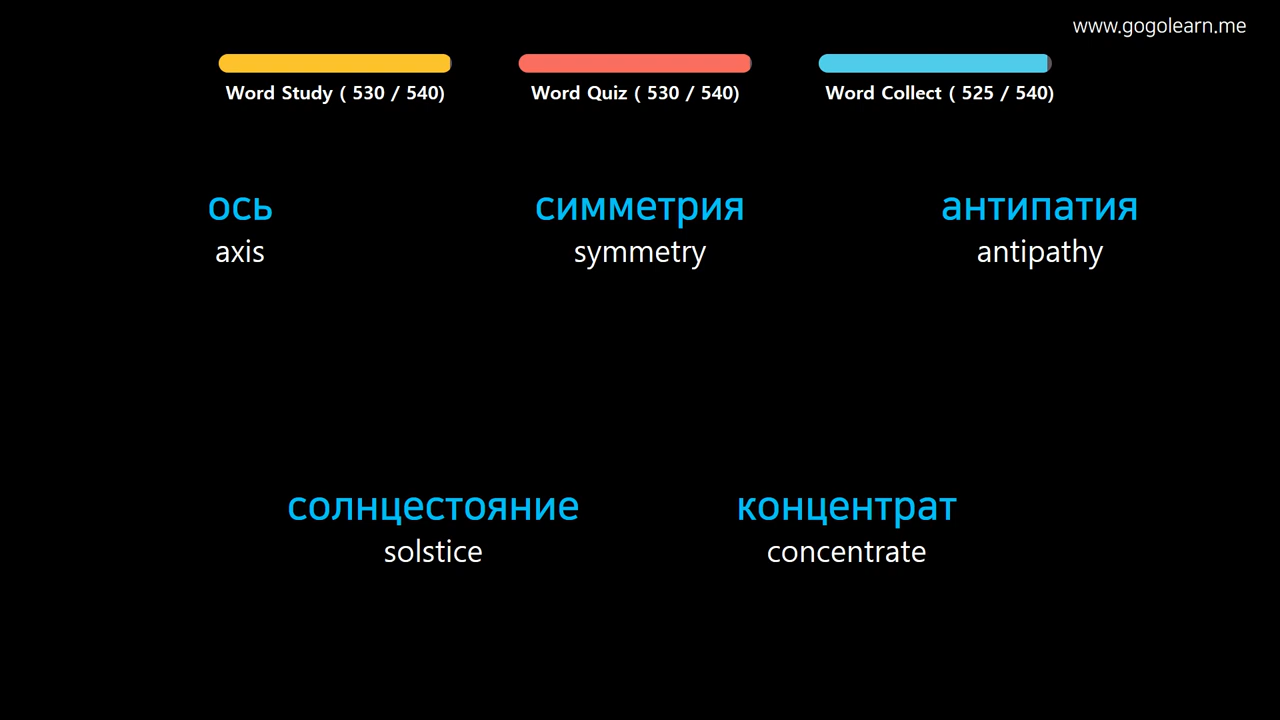 www.gogolearn.me
Word Study ( 530 / 540)
Word Quiz ( 530 / 540)
Word Collect ( 525 / 540)
ось
axis
симметрия
symmetry
антипатия
antipathy
солнцестояние
solstice
концентрат
concentrate